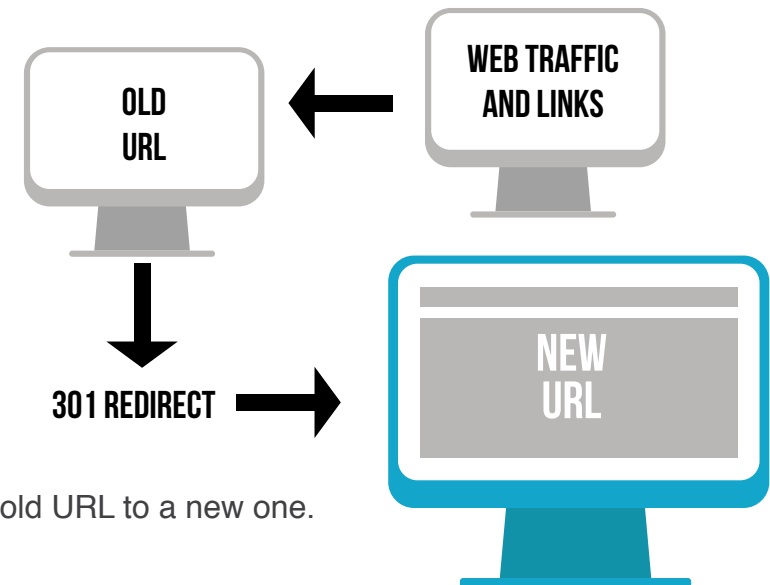 WEB TRAFFIC
AND LINKS
OLD
URL
301 REDIRECT
NEW
URL
old URL to a new one.